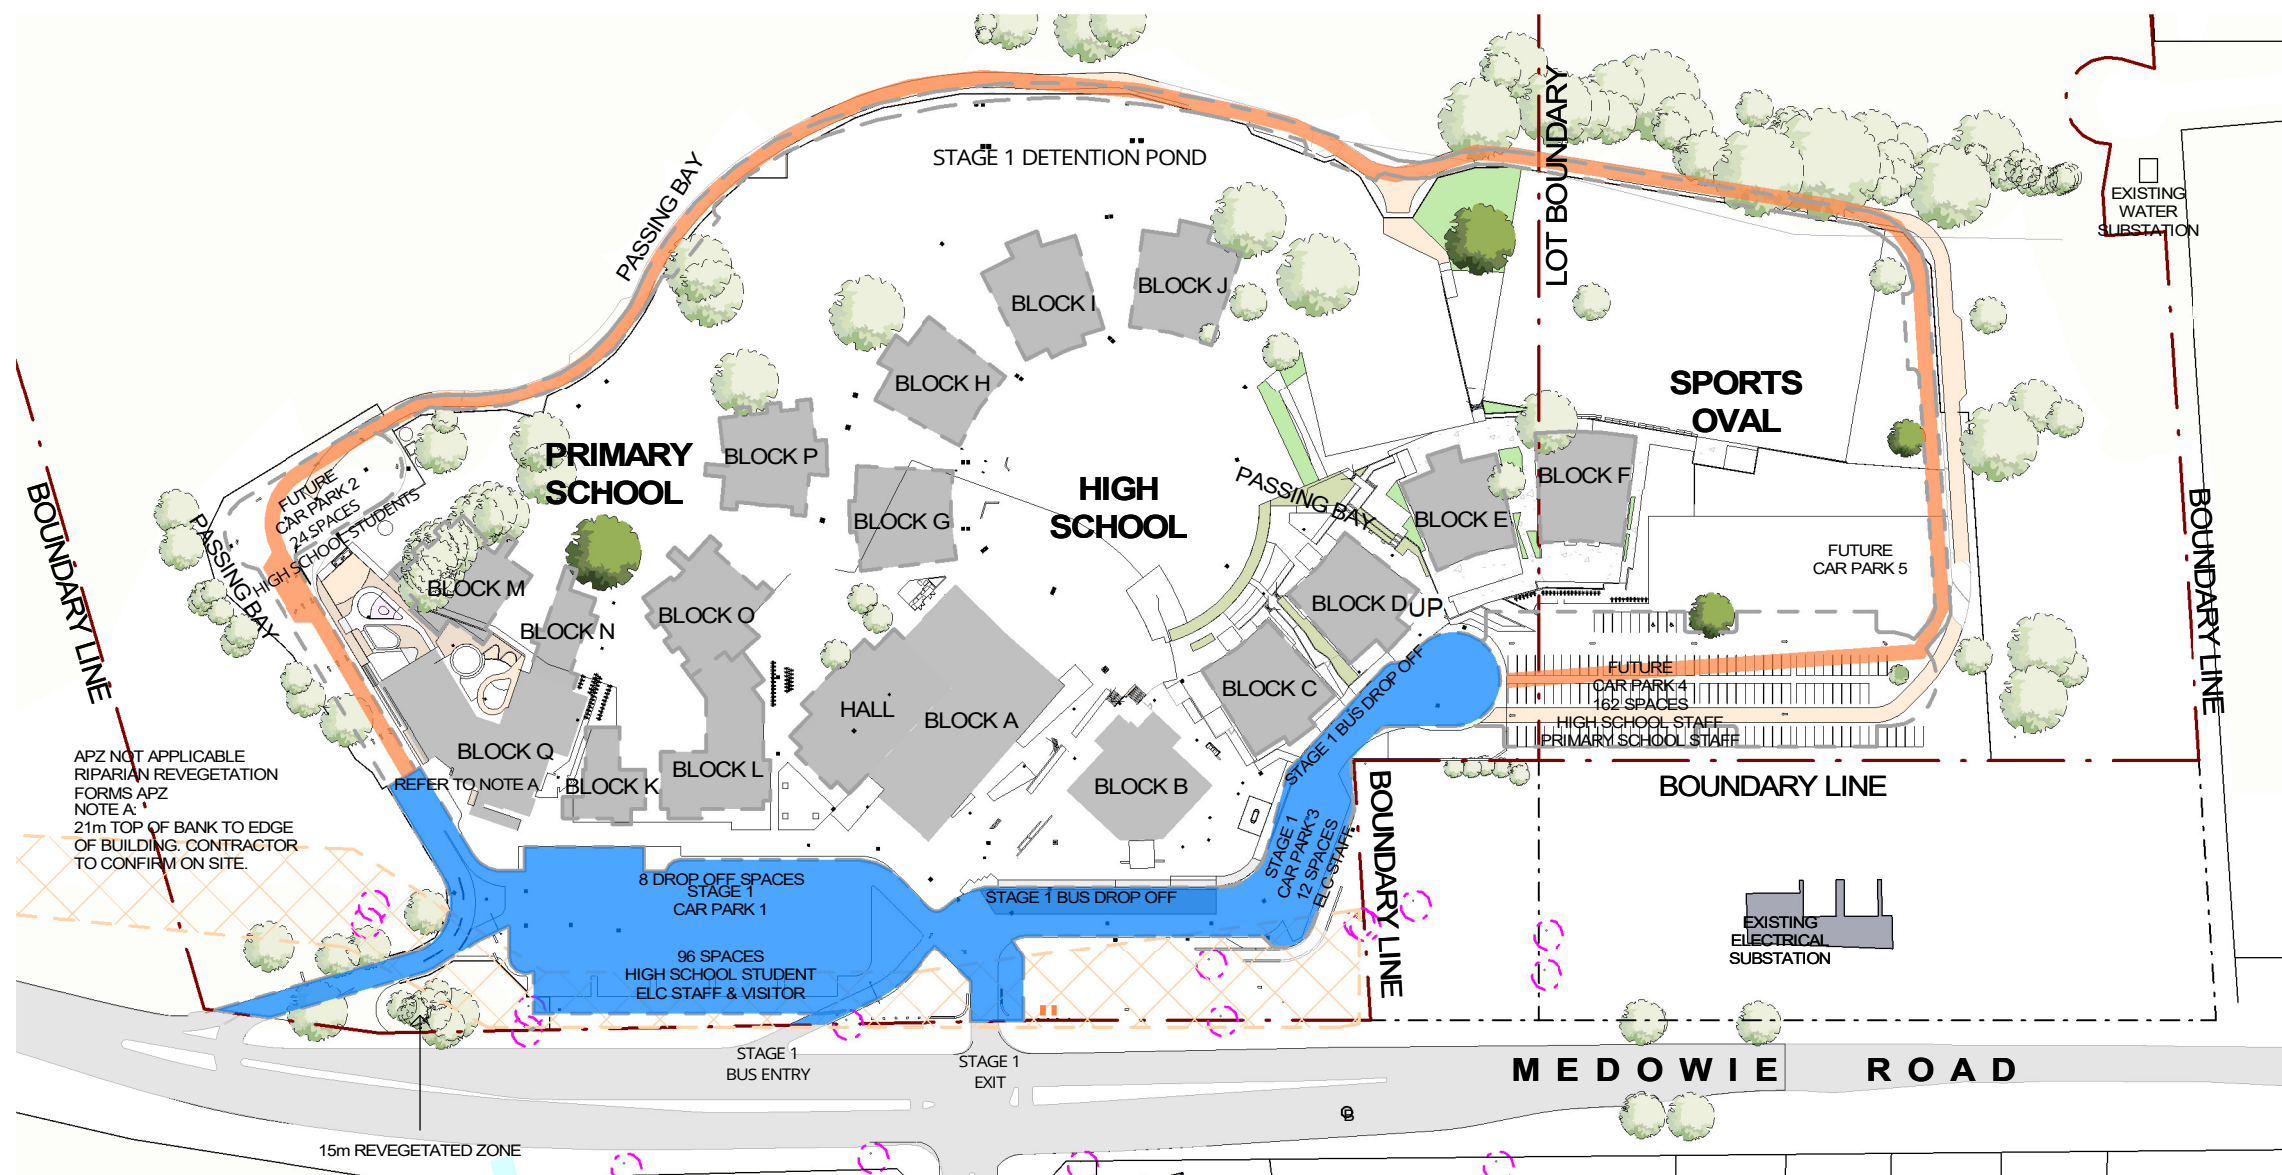 STAGE 1 DETENTION POND
PASSING BAY
LOT BOUNDARY
EXISTING
WATER
SUBSTATION
BLOCK I
BLOCK J
BLOCK H
SPORTS
OVAL
PRIMARY
SCHOOL
BLOCK P
HIGH
SCHOOL
BLOCK G
PASSING BAY
BLOCK E
BLOCK F
FUTURE
CAR PARK 5
BOUNDARY LINE
BOUNDARY LINE
PASSING BAY
FUTURE
CAR PARK 2
24 SPACES
HIGH SCHOOL STUDENTS
BLOCK M
BLOCK N
BLOCK O
BLOCK D
UP
BLOCK C
HALL
BLOCK A
BLOCK Q
REFER TO NOTE A
BLOCK K
BLOCK L
BLOCK B
STAGE 1 BUS DROP OFF
FUTURE
CAR PARK 4
162 SPACES
HIGH SCHOOL STAFF
PRIMARY SCHOOL STAFF
BOUNDARY LINE
BOUNDARY LINE
APZ NOT APPLICABLE
RIPARIAN REVEGETATION
FORMS APZ
NOTE A:
21m TOP OF BANK TO EDGE
OF BUILDING. CONTRACTOR
TO CONFIRM ON SITE.
8 DROP OFF SPACES
STAGE 1
CAR PARK 1
96 SPACES
HIGH SCHOOL STUDENT
ELC STAFF & VISITOR
STAGE 1 BUS DROP OFF
STAGE 1
CAR PARK 3
12 SPACES
ELC STAFF
EXISTING
ELECTRICAL
SUBSTATION
STAGE 1
BUS ENTRY
STAGE 1
EXIT
MEDOWIE ROAD
15m REVEGETATED ZONE